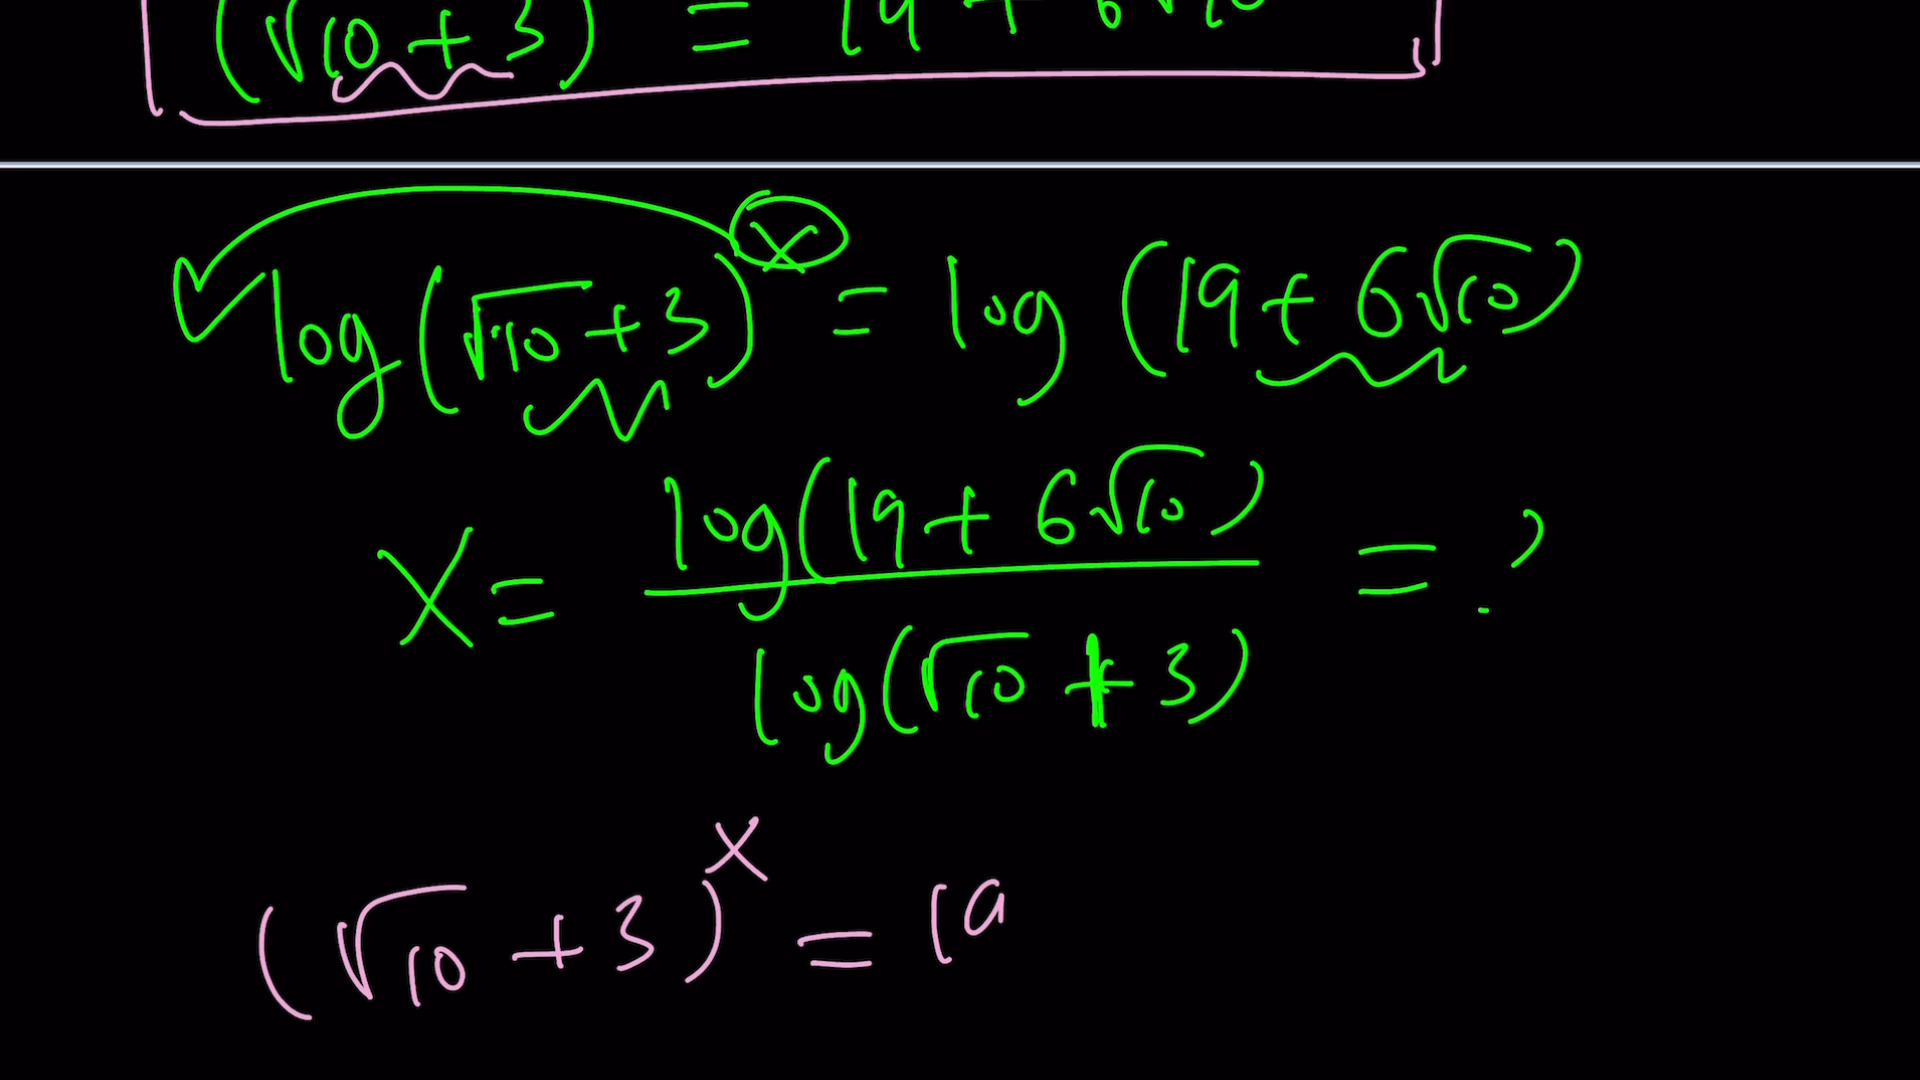 (√10 + 3) = 19 + 6√10
log(√10 + 3)^x = log (19 + 6√10)
X = log(19 + 6√10) / log(√10 + 3) = ?
(√10 + 3)^x = 19